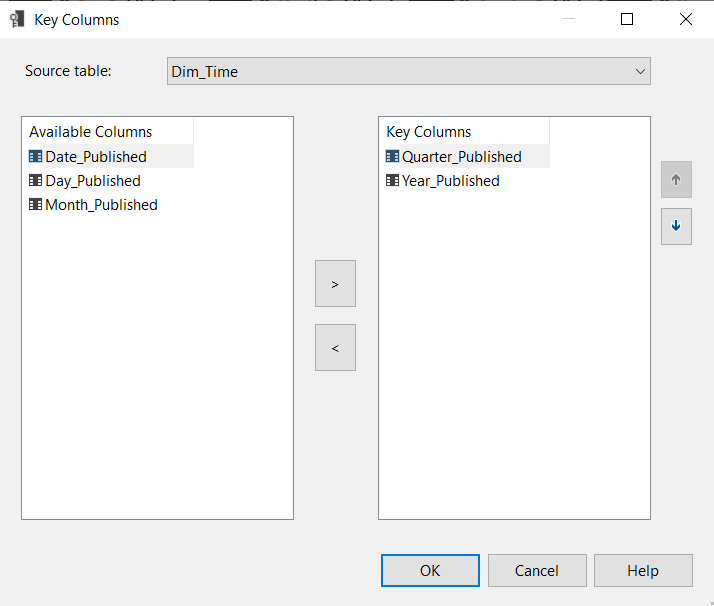 Key Columns
Source table:
Dim_Time
Available Columns
Date_Published
Day_Published
Month_Published
>
<
Key Columns
Quarter_Published
Year_Published
OK
Cancel
Help